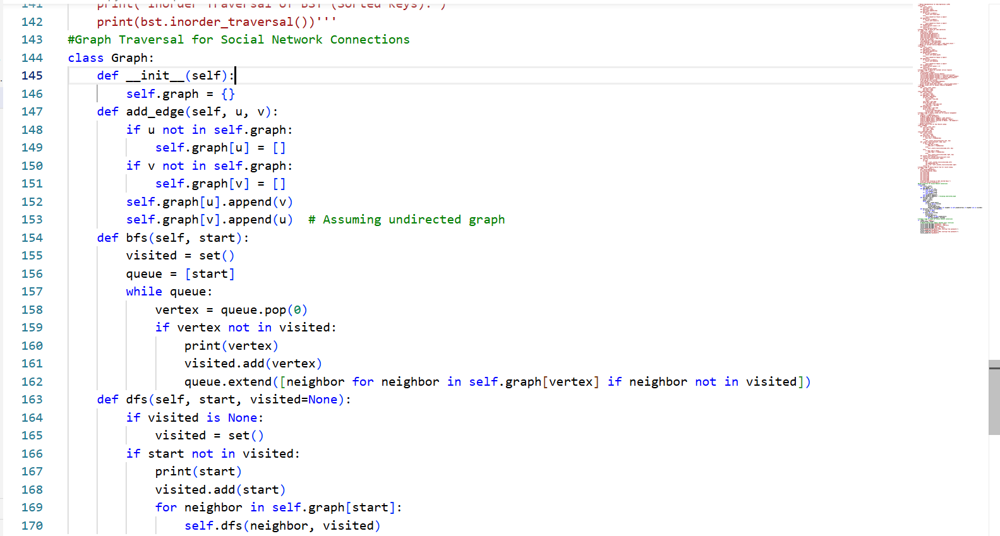 141     print("Inorder Traversal of BST (Sorted Keys):")
142     print(bst.inorder_traversal())'''
143 #Graph Traversal for Social Network Connections
144 class Graph:
145     def __init__(self):
146         self.graph = {}
147     def add_edge(self, u, v):
148         if u not in self.graph:
149             self.graph[u] = []
150         if v not in self.graph:
151             self.graph[v] = []
152         self.graph[u].append(v)
153         self.graph[v].append(u)  # Assuming undirected graph
154     def bfs(self, start):
155         visited = set()
156         queue = [start]
157         while queue:
158             vertex = queue.pop(0)
159             if vertex not in visited:
160                 print(vertex)
161                 visited.add(vertex)
162                 queue.extend([neighbor for neighbor in self.graph[vertex] if neighbor not in visited])
163     def dfs(self, start, visited=None):
164         if visited is None:
165             visited = set()
166         if start not in visited:
167             print(start)
168             visited.add(start)
169             for neighbor in self.graph[start]:
170                 self.dfs(neighbor, visited)